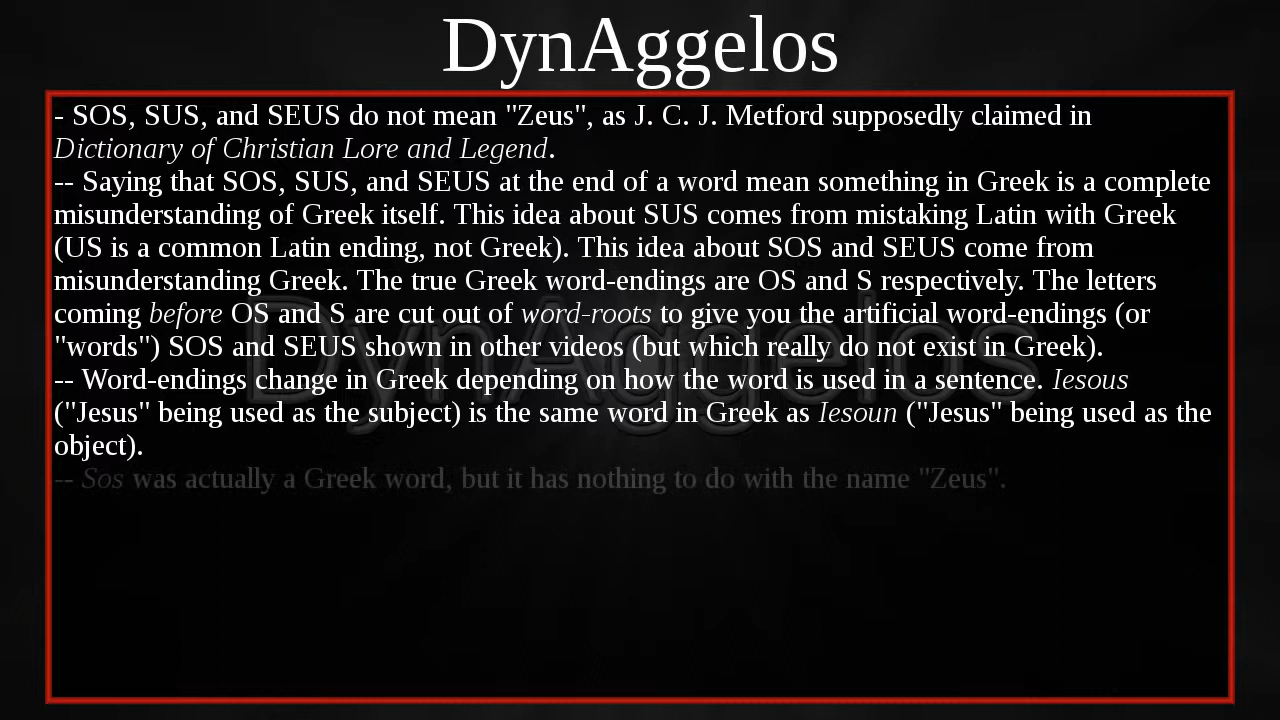 DynAggelos
- SOS, SUS, and SEUS do not mean "Zeus", as J. C. J. Metford supposedly claimed in
Dictionary of Christian Lore and Legend.
-- Saying that SOS, SUS, and SEUS at the end of a word mean something in Greek is a complete
misunderstanding of Greek itself. This idea about SUS comes from mistaking Latin with Greek
(US is a common Latin ending, not Greek). This idea about SOS and SEUS come from
misunderstanding Greek. The true Greek word-endings are OS and S respectively. The letters
coming before OS and S are cut out of word-roots to give you the artificial word-endings (or
"words") SOS and SEUS shown in other videos (but which really do not exist in Greek).
-- Word-endings change in Greek depending on how the word is used in a sentence. Iesous
("Jesus" being used as the subject) is the same word in Greek as Iesoun ("Jesus" being used as the
object).
-- Sos was actually a Greek word, but it has nothing to do with the name "Zeus".
DynAggelos